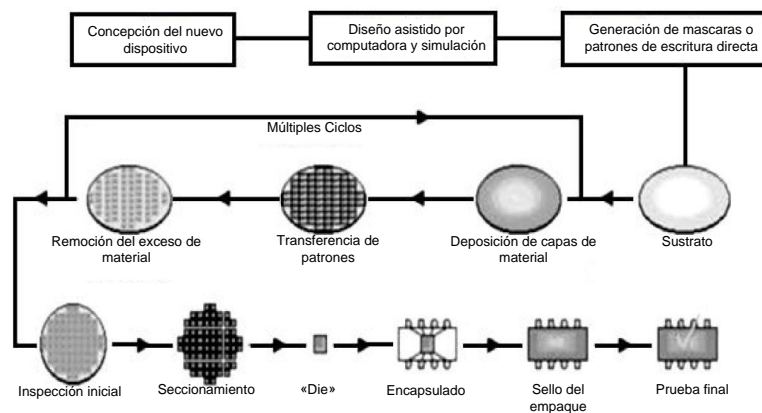 Concepción del nuevo
dispositivo
Diseño asistido por
computadora y simulación
Generación de mascaras o
patrones de escritura directa
Múltiples Ciclos
Remoción del exceso de
material
Transferencia de
patrones
Deposición de capas de
material
Sustrato
Inspección inicial
Seccionamiento
«Die»
Encapsulado
Sello del
empaque
Prueba final